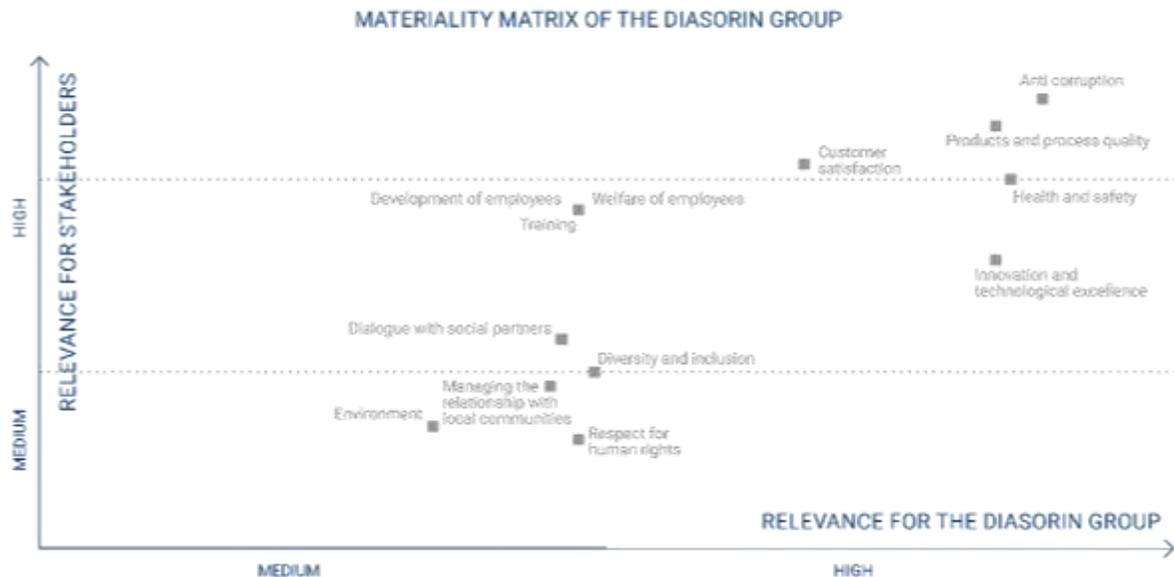 MATERIALITY MATRIX OF THE DIASORIN GROUP
RELEVANCE FOR STAKEHOLDERS
HIGH
MEDIUM
Anti corruption
Products and process quality
Customer
satisfaction
Health and safety
Development of employees
Welfare of employees
Training
Innovation and
technological excellence
Dialogue with social partners
Diversity and inclusion
Managing the
relationship with
local communities
Environment
Respect for
human rights
RELEVANCE FOR THE DIASORIN GROUP
MEDIUM
HIGH